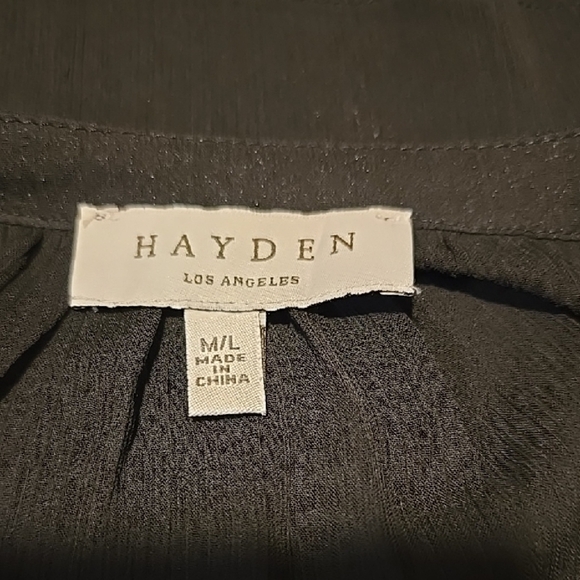 HAYDEN
LOS ANGELES
M/L
MADE
IN
CHINA